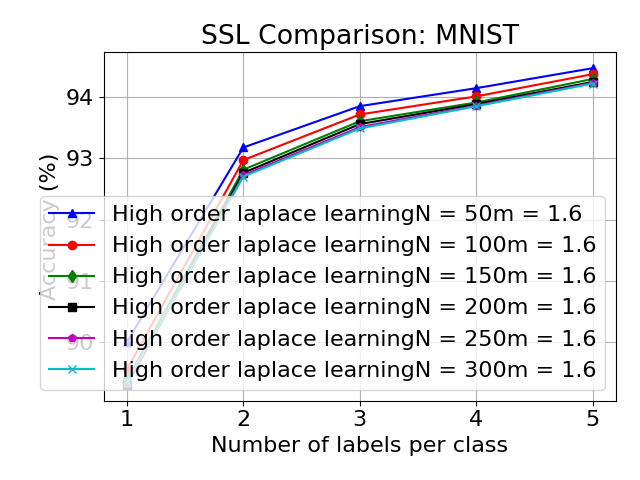 SSL Comparison: MNIST
Accuracy (%)
94
93
92
91
90
High order laplace learningN = 50m = 1.6
High order laplace learningN = 100m = 1.6
High order laplace learningN = 150m = 1.6
High order laplace learningN = 200m = 1.6
High order laplace learningN = 250m = 1.6
High order laplace learningN = 300m = 1.6
1 2 3 4 5
Number of labels per class